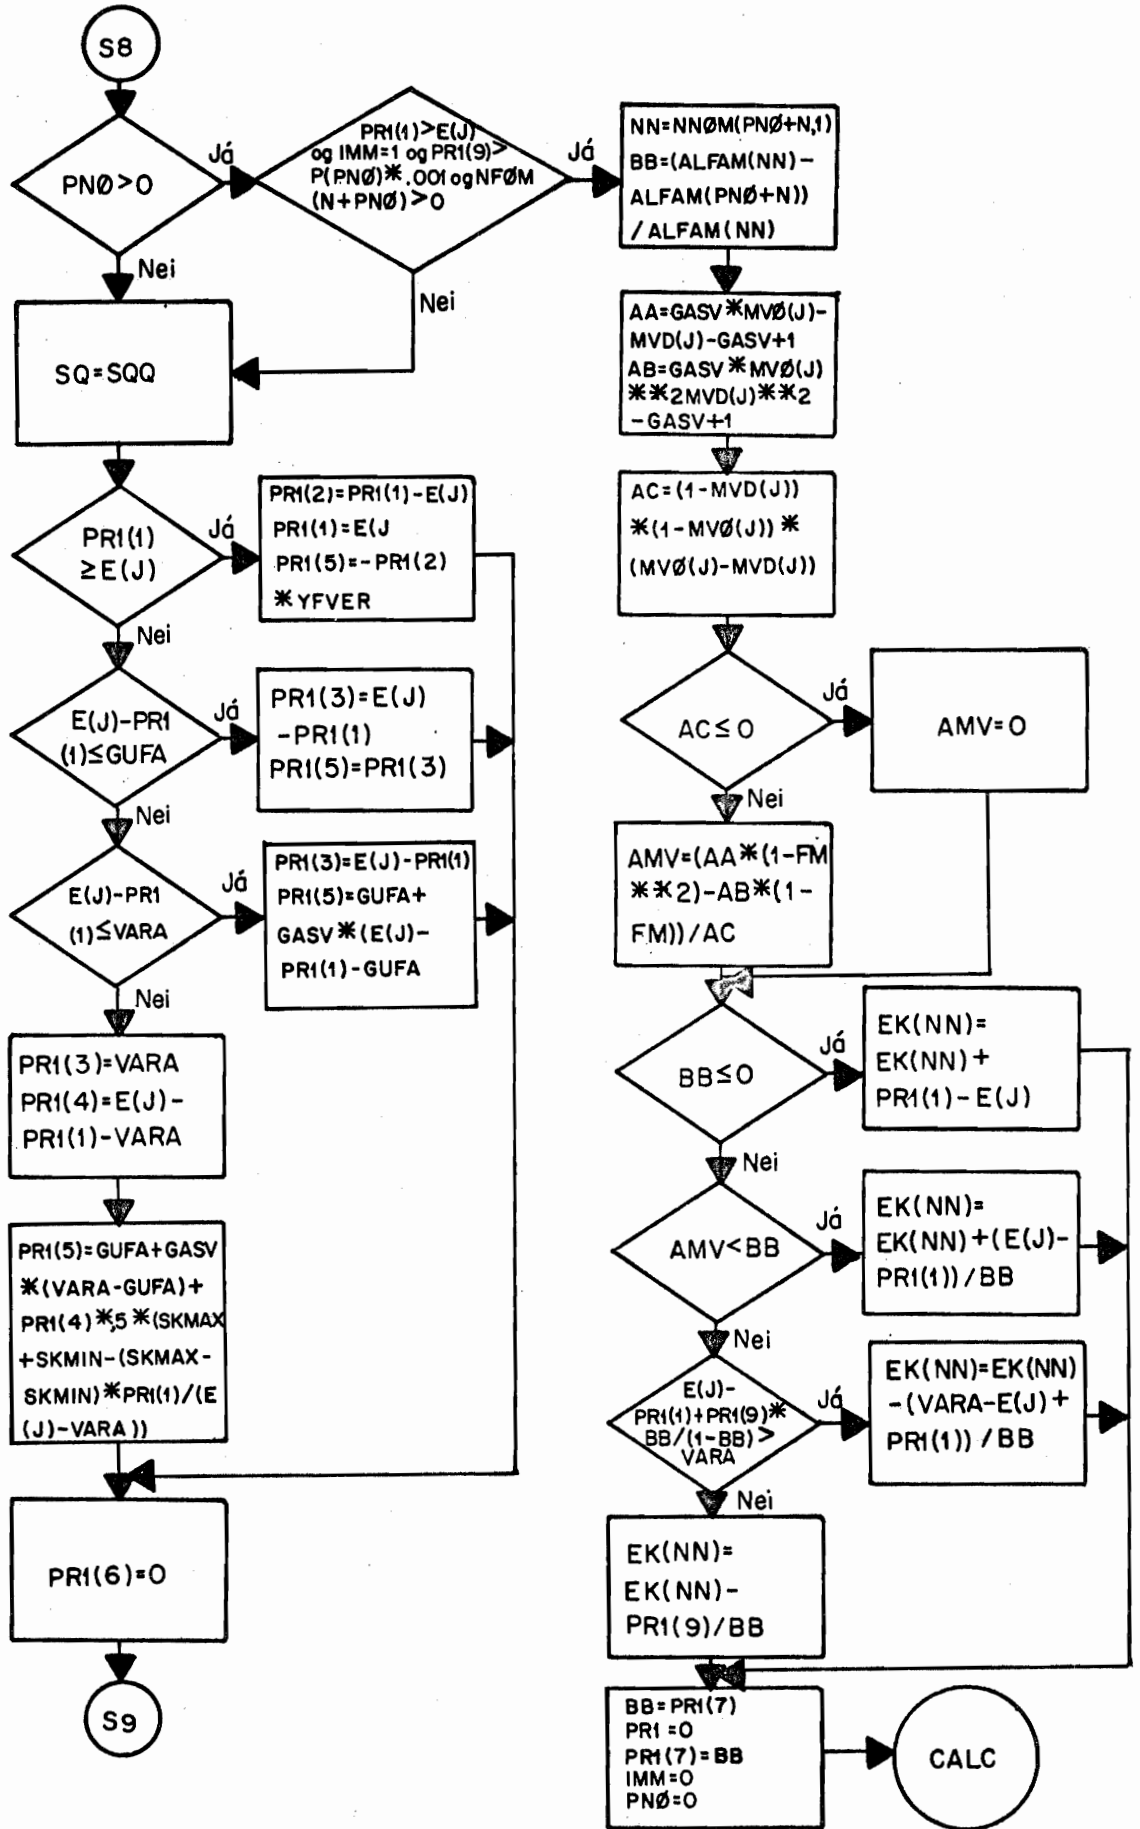 S8
PNØ>0
Já
Nei
PR1(1)>E(J)
og IMM=1 og PR1(9)>
P(PNØ)*.001 og NFØM
(N+PNØ)>0
Já
Nei
SQ=SQQ
PR1(1)
≥E(J)
Já
Nei
PR1(2)=PR1(1)-E(J)
PR1(1)=E(J
PR1(5)=-PR1(2)
*YFVER
E(J)-PR1
(1)≤GUFA
Já
Nei
PR1(3)=E(J)
-PR1(1)
PR1(5)=PR1(3)
E(J)-PR1
(1)≤VARA
Já
Nei
PR1(3)=E(J)-PR1(1)
PR1(5)=GUFA+
GASV*(E(J)-
PR1(1)-GUFA
PR1(3)=VARA
PR1(4)=E(J)-
PR1(1)-VARA
PR1(5)=GUFA+GASV
*(VARA-GUFA)+
PR1(4)*,5*(SKMAX
+SKMIN-(SKMAX-
SKMIN)*PR1(1)/(E
(J)-VARA))
PR1(6)=0
S9
NN=NNØM(PNØ+N,1)
BB=(ALFAM(NN)-
ALFAM(PNØ+N))
/ALFAM(NN)
AA=GASV*MVØ(J)-
MVD(J)-GASV+1
AB=GASV*MVØ(J)
**2MVD(J)**2
-GASV+1
AC=(1-MVD(J))
*(1-MVØ(J))*
(MVØ(J)-MVD(J))
AC≤0
Já
Nei
AMV=0
AMV=(AA*(1-FM
**2)-AB*(1-
FM))/AC
BB≤0
Já
Nei
EK(NN)=
EK(NN)+
PR1(1)-E(J)
AMV<BB
Já
Nei
EK(NN)=
EK(NN)+(E(J)-
PR1(1))/BB
E(J)-
PR1(1)+PR1(9)*
BB/(1-BB)>
VARA
Já
Nei
EK(NN)=EK(NN)
-(VARA-E(J)+
PR1(1))/BB
EK(NN)=
EK(NN)-
PR1(9)/BB
BB=PR1(7)
PR1=0
PR1(7)=BB
IMM=0
PNØ=0
CALC